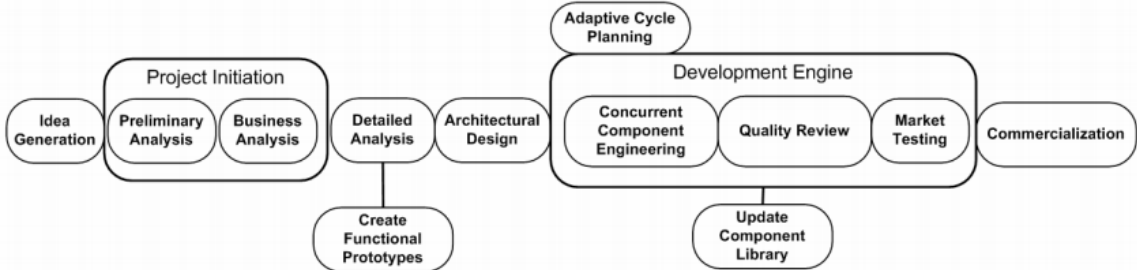 Adaptive Cycle
Planning
Project Initiation
Development Engine
Idea
Generation
Preliminary
Analysis
Business
Analysis
Detailed
Analysis
Architectural
Design
Concurrent
Component
Engineering
Quality Review
Market
Testing
Commercialization
Create
Functional
Prototypes
Update
Component
Library